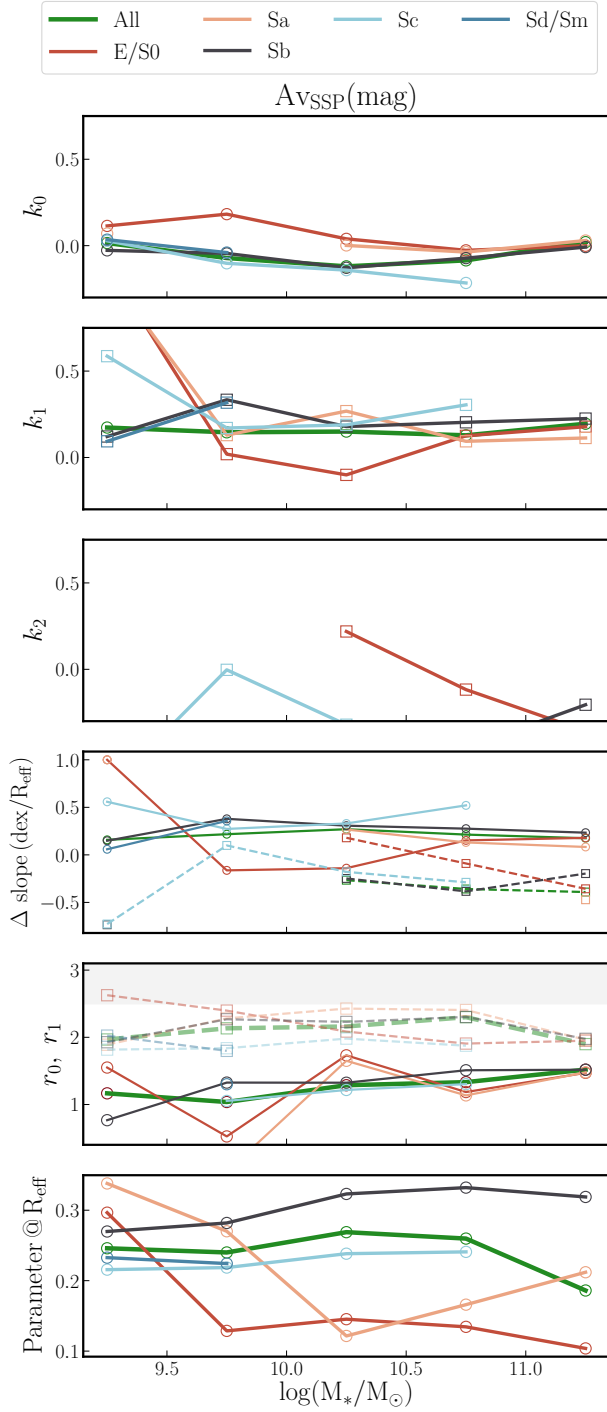 All Sa Sc Sd/Sm
E/S0 Sb
Av_SSP(mag)
0.5
0.0
k_0
0.5
0.0
k_1
0.5
0.0
k_2
1.0
0.5
0.0
−0.5
Δ slope (dex/R_eff)
3
2
1
r_0, r_1
0.3
0.2
0.1
Parameter @ R_eff
9.5 10.0 10.5 11.0
log(M_*/M_⊙)